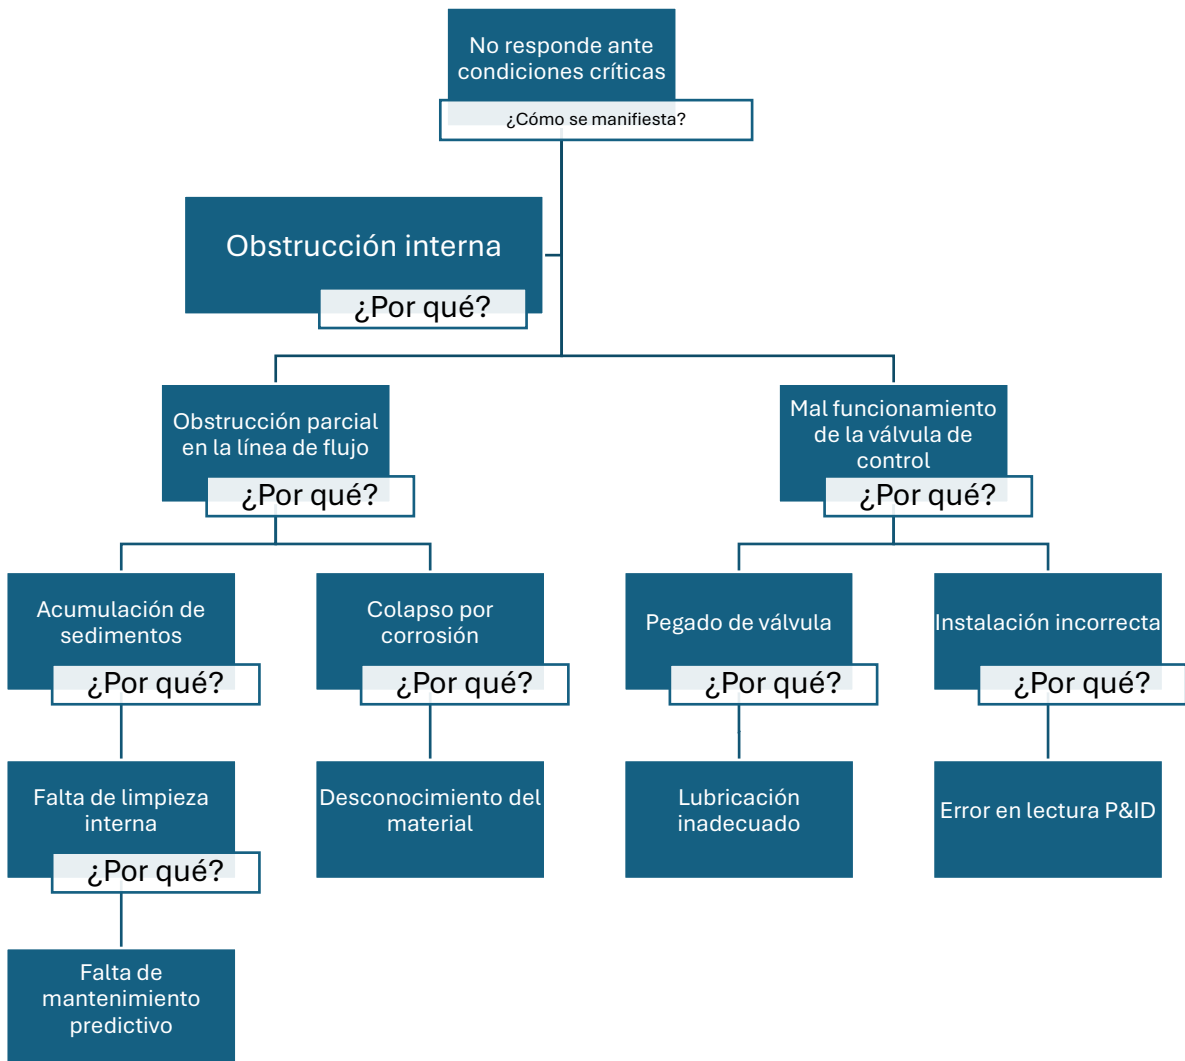 No responde ante
condiciones críticas
¿Cómo se manifiesta?
Obstrucción interna
¿Por qué?
Obstrucción parcial
en la línea de flujo
¿Por qué?
Mal funcionamiento
de la válvula de
control
¿Por qué?
Acumulación de
sedimentos
¿Por qué?
Colapso por
corrosión
¿Por qué?
Pegado de válvula
¿Por qué?
Instalación incorrecta
¿Por qué?
Falta de limpieza
interna
¿Por qué?
Desconocimiento del
material
Lubricación
inadecuado
Error en lectura P&ID
Falta de
mantenimiento
predictivo